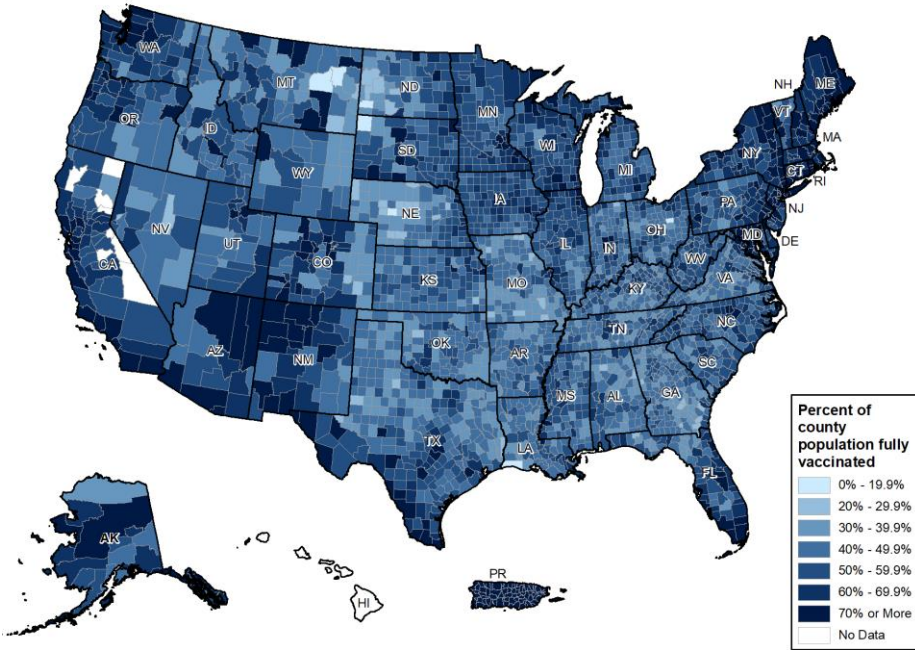 WA
MT
ND
MN
OR
ID
WY
SD
WI
MI
NH
VT
ME
MA
NY
CT
RI
NJ
PA
MD
DE
NV
UT
CO
NE
IA
IL
IN
OH
WV
VA
CA
KS
MO
KY
NC
TN
AZ
NM
OK
AR
SC
MS
AL
GA
TX
LA
FL
AK
HI
PR
Percent of
county
population fully
vaccinated
0% - 19.9%
20% - 29.9%
30% - 39.9%
40% - 49.9%
50% - 59.9%
60% - 69.9%
70% or More
No Data